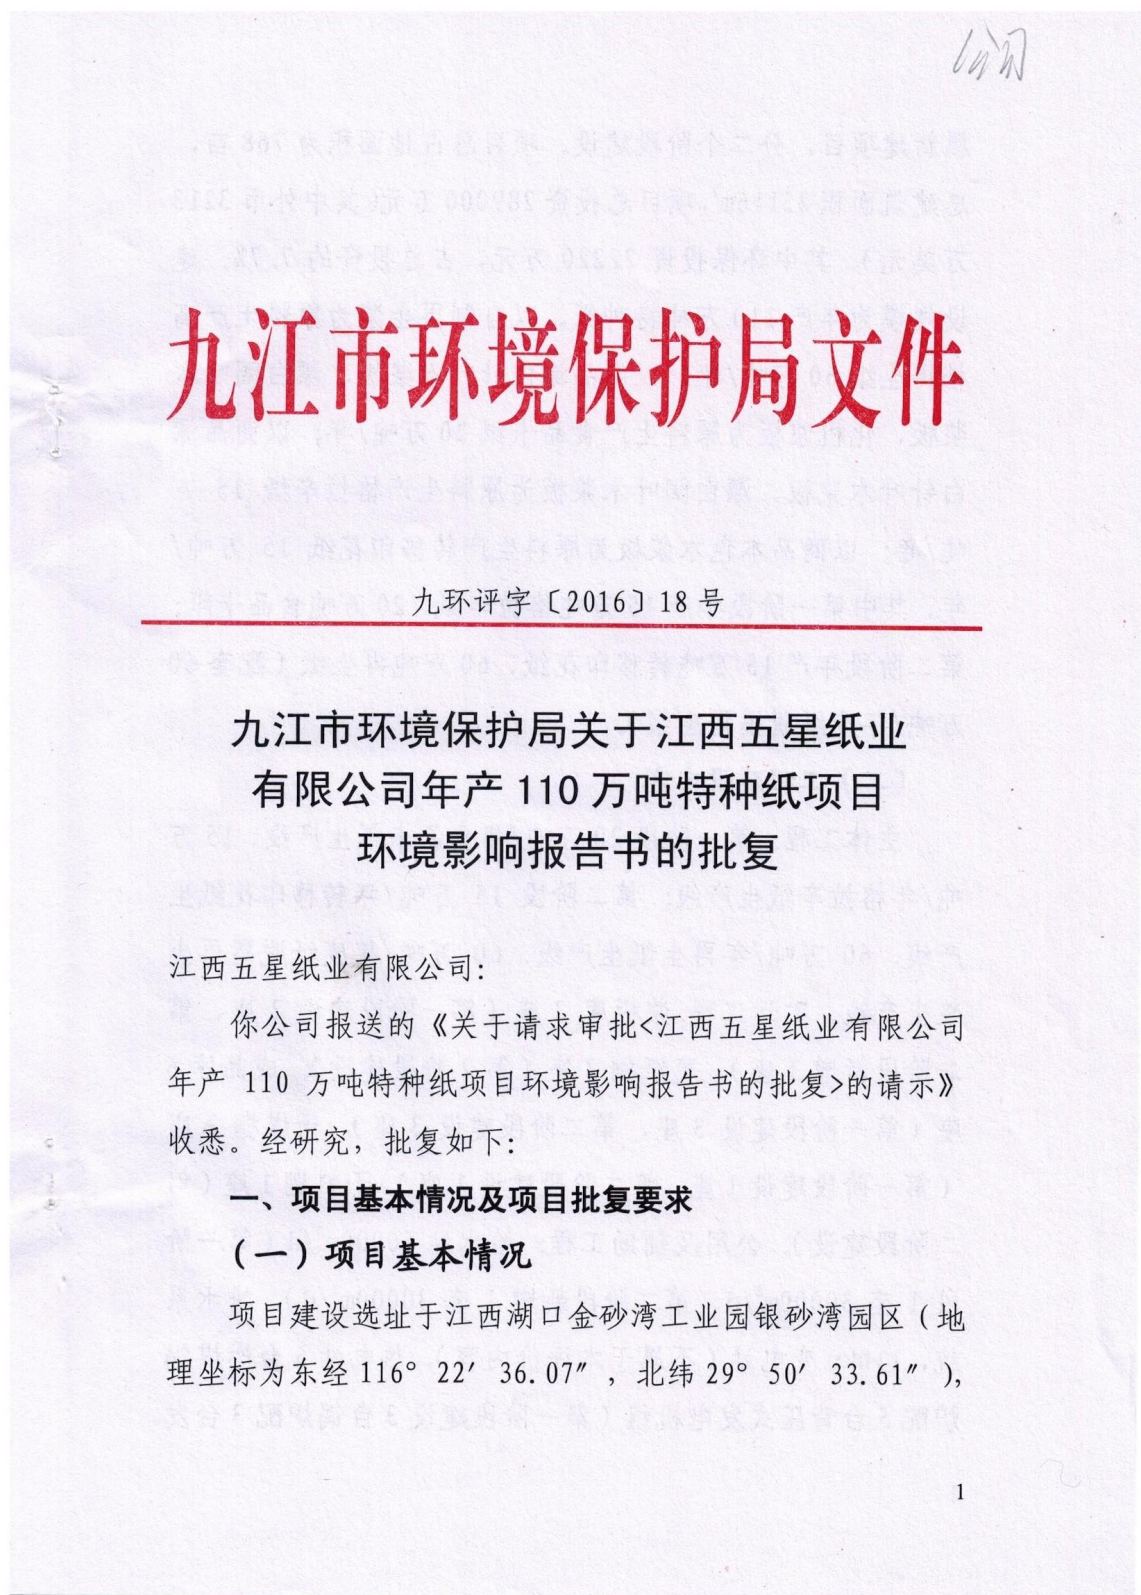 公司
九江市环境保护局文件
九环评字〔2016〕18号
九江市环境保护局关于江西五星纸业
有限公司年产110万吨特种纸项目
环境影响报告书的批复
江西五星纸业有限公司:
你公司报送的《关于请求审批<江西五星纸业有限公司
年产 110 万吨特种纸项目环境影响报告书的批复>的请示》
收悉。经研究，批复如下:
一、项目基本情况及项目批复要求
（一）项目基本情况
项目建设选址于江西湖口金砂湾工业园银砂湾园区（地
理坐标为东经116° 22′ 36.07″，北纬29° 50′ 33.61″），
1